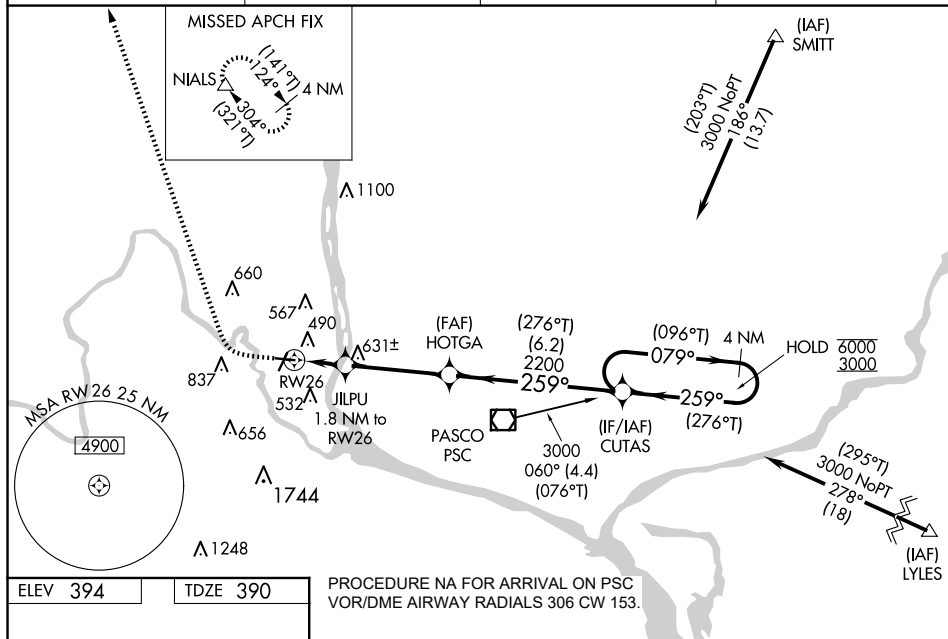 MISSED APCH FIX
NIALS
(141°T)
124°
4 NM
304°
(321°T)
(IAF)
SMITT
(203°T)
3000 NoPT
186°
(13.7)
1100
660
567
490
631±
837
RW26
532
JILPU
1.8 NM to
RW26
656
1744
1248
(FAF)
HOTGA
(276°T)
(6.2)
2200
259°
(096°T)
079°
4 NM
HOLD
6000
3000
259°
(276°T)
(IF/IAF)
CUTAS
PASCO
PSC
3000
060° (4.4)
(076°T)
(295°T)
3000 NoPT
278°
(18)
(IAF)
LYLES
MSA RW 26 25 NM
4900
ELEV 394
TDZE 390
PROCEDURE NA FOR ARRIVAL ON PSC
VOR/DME AIRWAY RADIALS 306 CW 153.